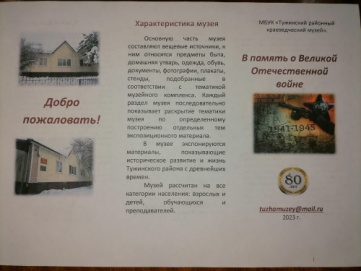 Добро
пожаловать!
Характеристика музея
Основную часть музея
составляют вещевые источники, к
ним относятся предметы быта,
домашняя утварь, одежда, обувь,
документы, фотографии, плакаты,
стенды, подобранные в
соответствии с тематикой
музейного комплекса. Каждый
раздел музея последовательно
показывает раскрытие тематики
музея по определенному
построению отдельных тем
экспозиционного материала.
В музее экспонируются
материалы, показывающие
историческое развитие и жизнь
Тужинского района с древнейших
времен.
Музей рассчитан на все
категории населения: взрослых и
детей, обучающихся и
преподавателей.
МБУК «Тужинский районный
краеведческий музей».
В память о Великой
Отечественной
войне
1941-1945
80
tuzhamuzey@mail.ru
2023 г.